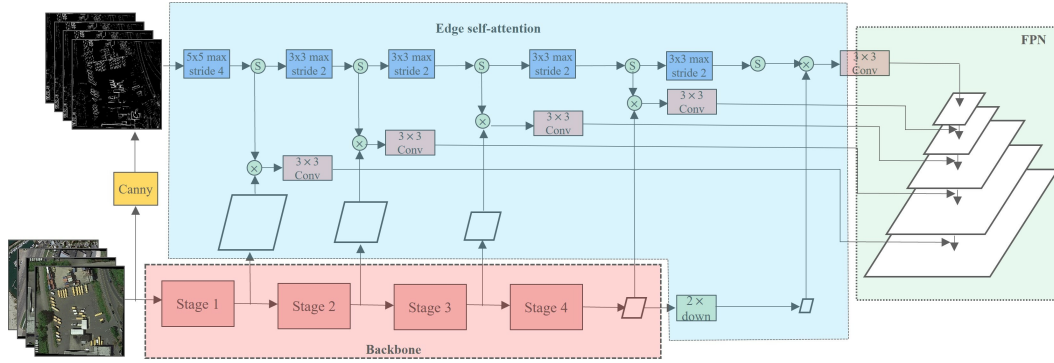 Edge self-attention
FPN
5x5 max
stride 4
S
3x3 max
stride 2
S
3x3 max
stride 2
S
3x3 max
stride 2
S
3x3 max
stride 2
S
×
3 × 3
Conv
×
3 × 3
Conv
×
3 × 3
Conv
×
3 × 3
Conv
×
3 × 3
Conv
Canny
Stage 1
Stage 2
Stage 3
Stage 4
2 ×
down
Backbone